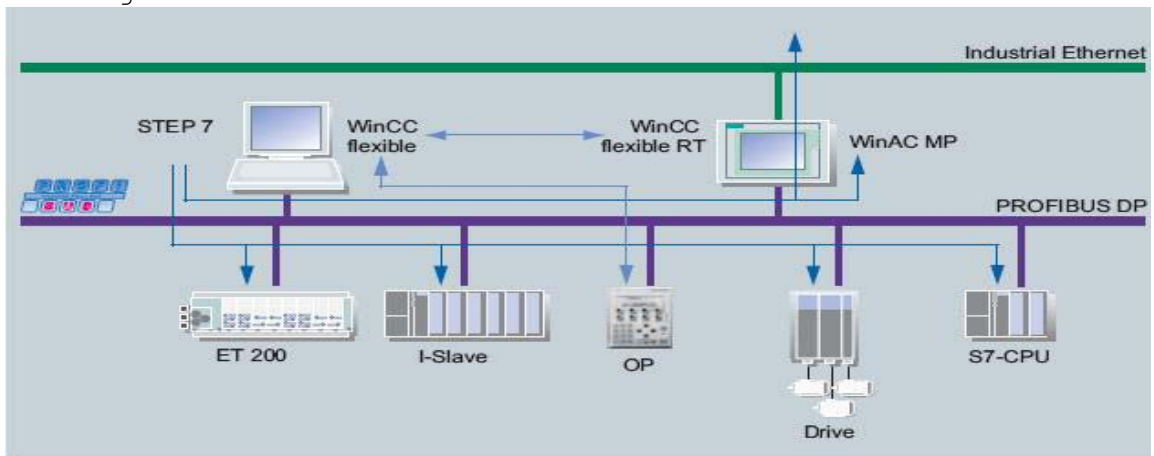 Industrial Ethernet
STEP 7
WinCC
flexible
WinCC
flexible RT
WinAC MP
PROFIBUS DP
ET 200
I-Slave
OP
S7-CPU
Drive